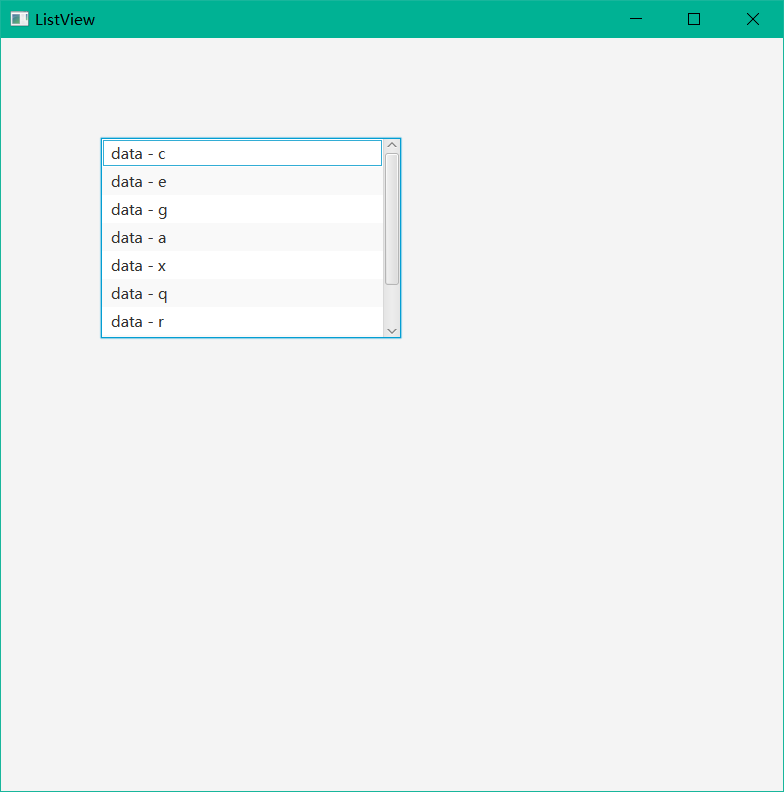 ListView
data - c
data - e
data - g
data - a
data - x
data - q
data - r